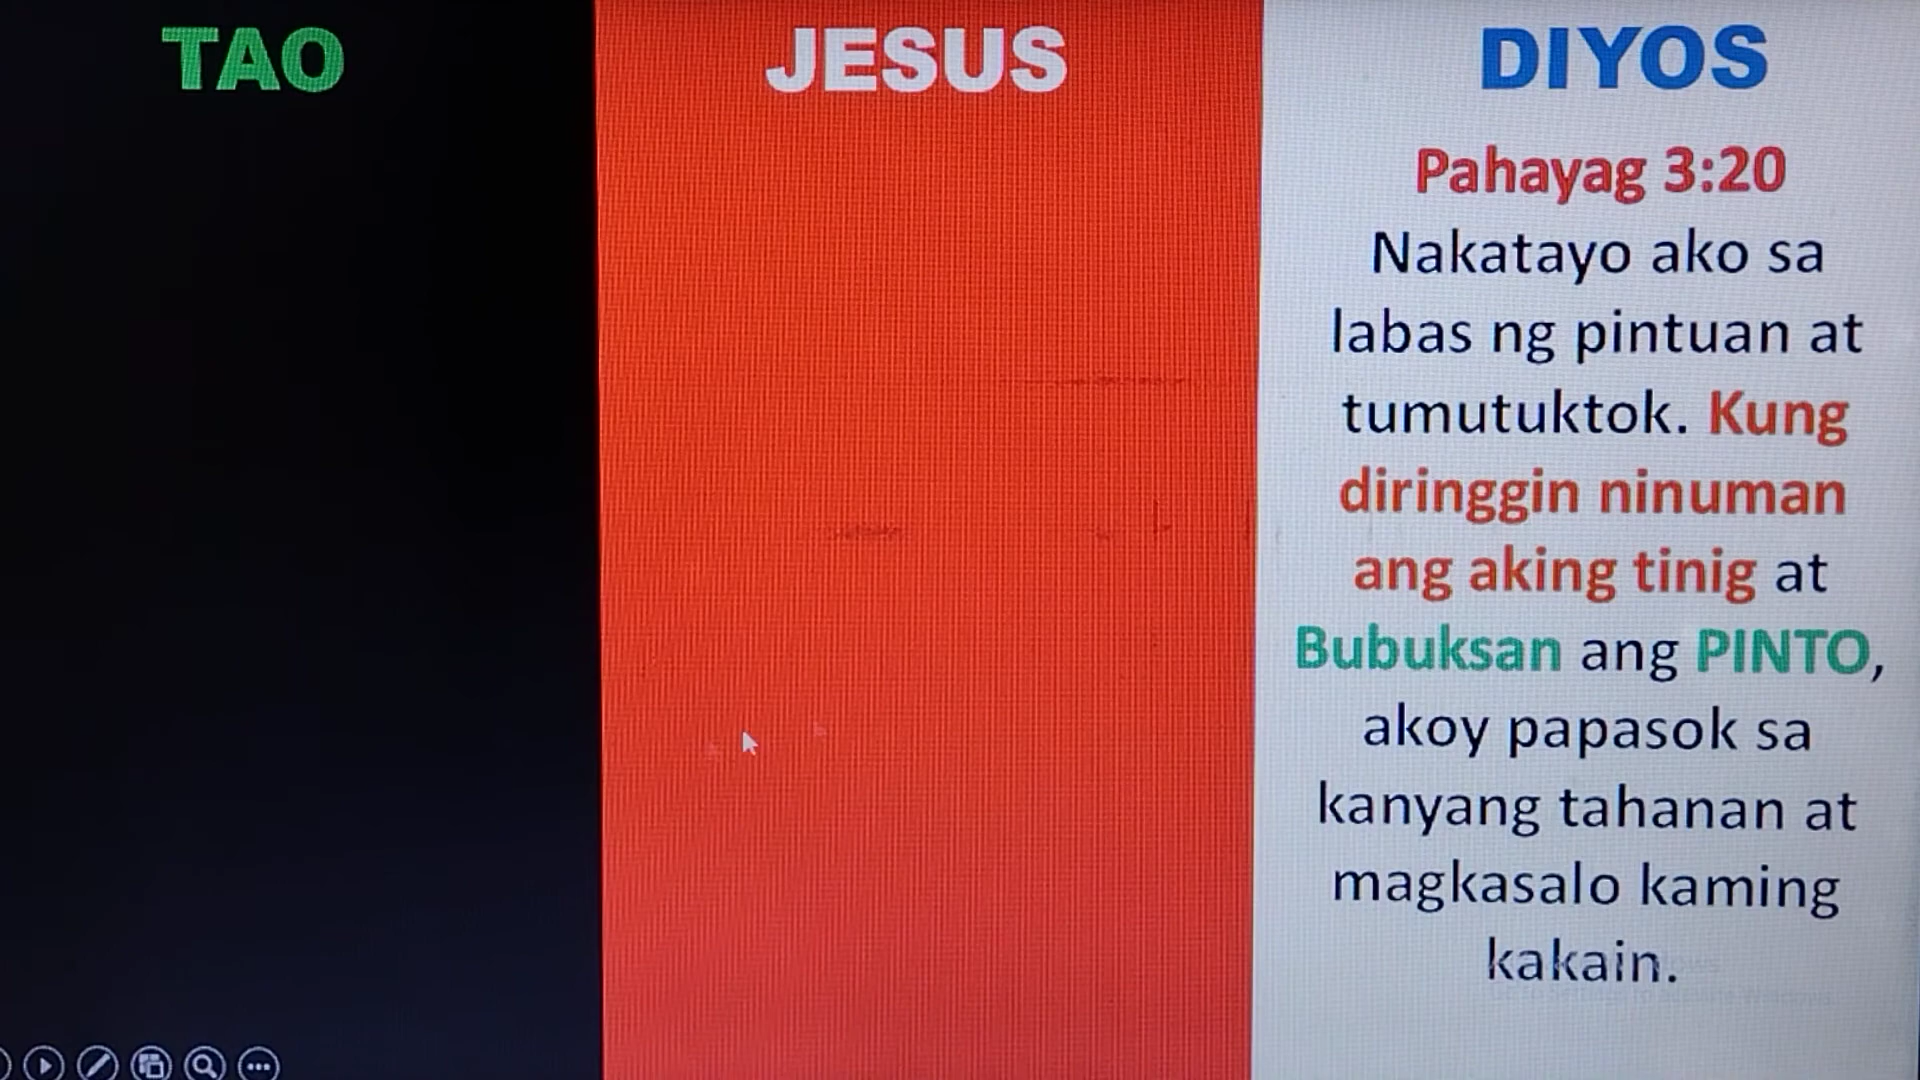 TAO
JESUS
DIYOS
Pahayag 3:20
Nakatayo ako sa
labas ng pintuan at
tumutuktok. Kung
diringgin ninuman
ang aking tinig at
Bubuksan ang PINTO,
akoy papasok sa
kanyang tahanan at
magkasalo kaming
kakain.